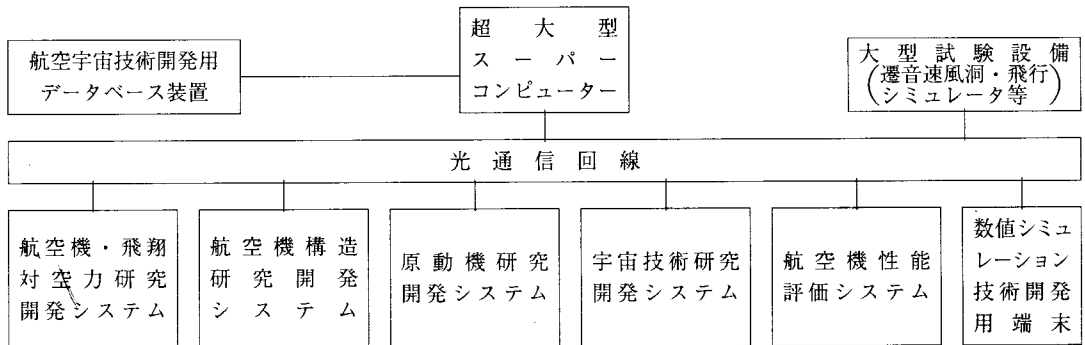 航空宇宙技術開発用
データベース装置
超大型
スーパー
コンピューター
大型試験設備
(遷音速風洞・飛行
シミュレータ等)
光通信回線
航空機・飛翔
対空力研究
開発システム
航空機構造
研究開発
システム
原動機研究
開発システム
宇宙技術研究
開発システム
航空機性能
評価システム
数値シミュ
レーション
技術開発
用端末